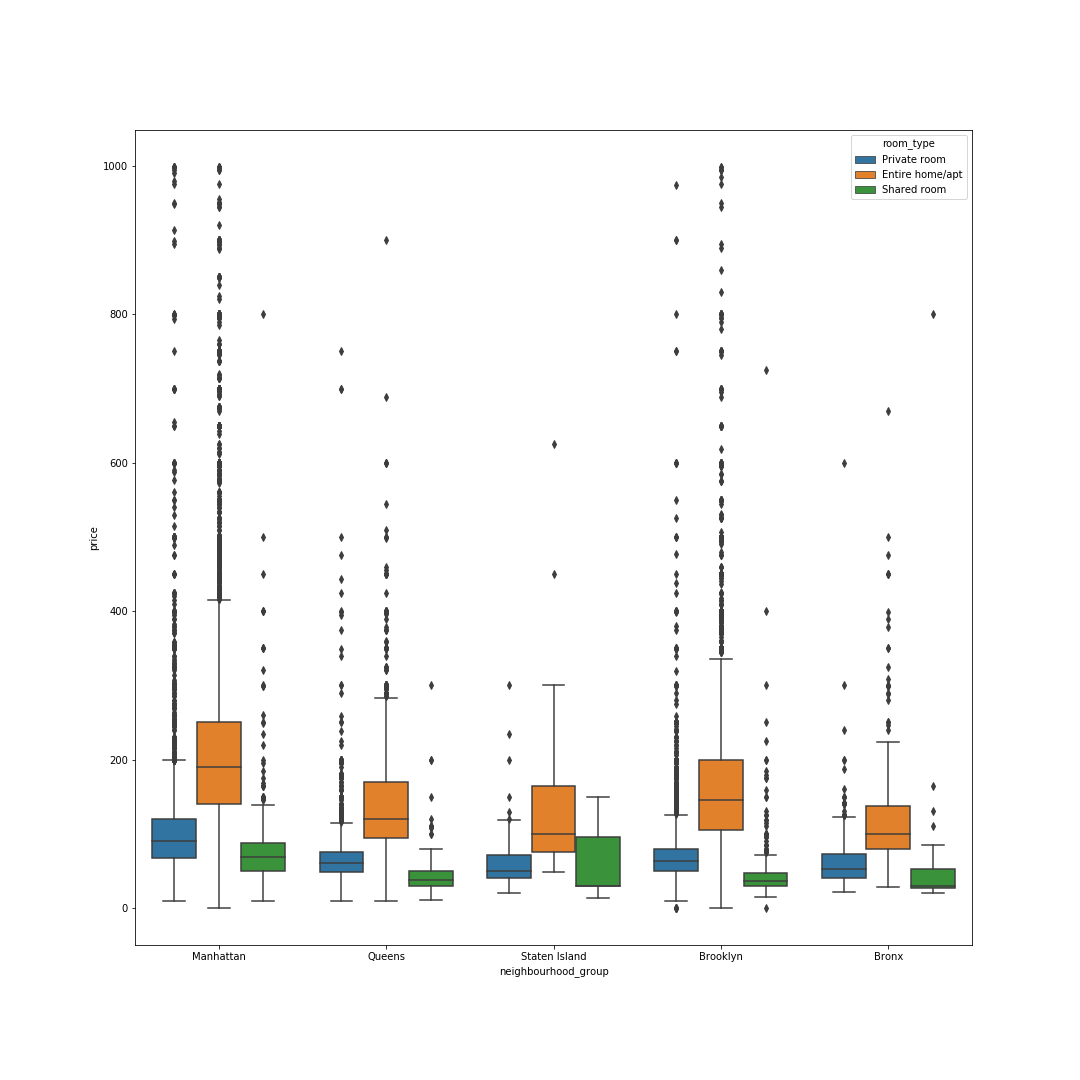 room_type
Private room
Entire home/apt
Shared room
price
1000
800
600
400
200
0
Manhattan
Queens
Staten Island
Brooklyn
Bronx
neighbourhood_group